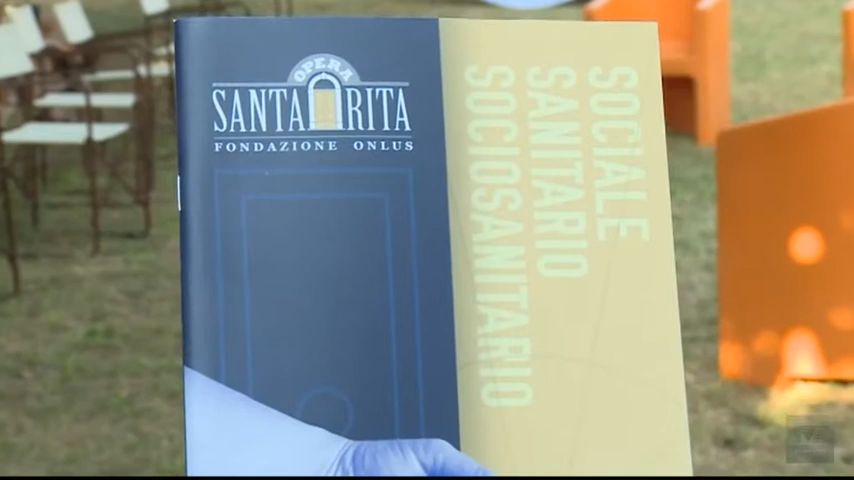 OPERA
SANTA RITA
FONDAZIONE ONLUS
SOCIALE
SANITARIO
SOCIOSANITARIO